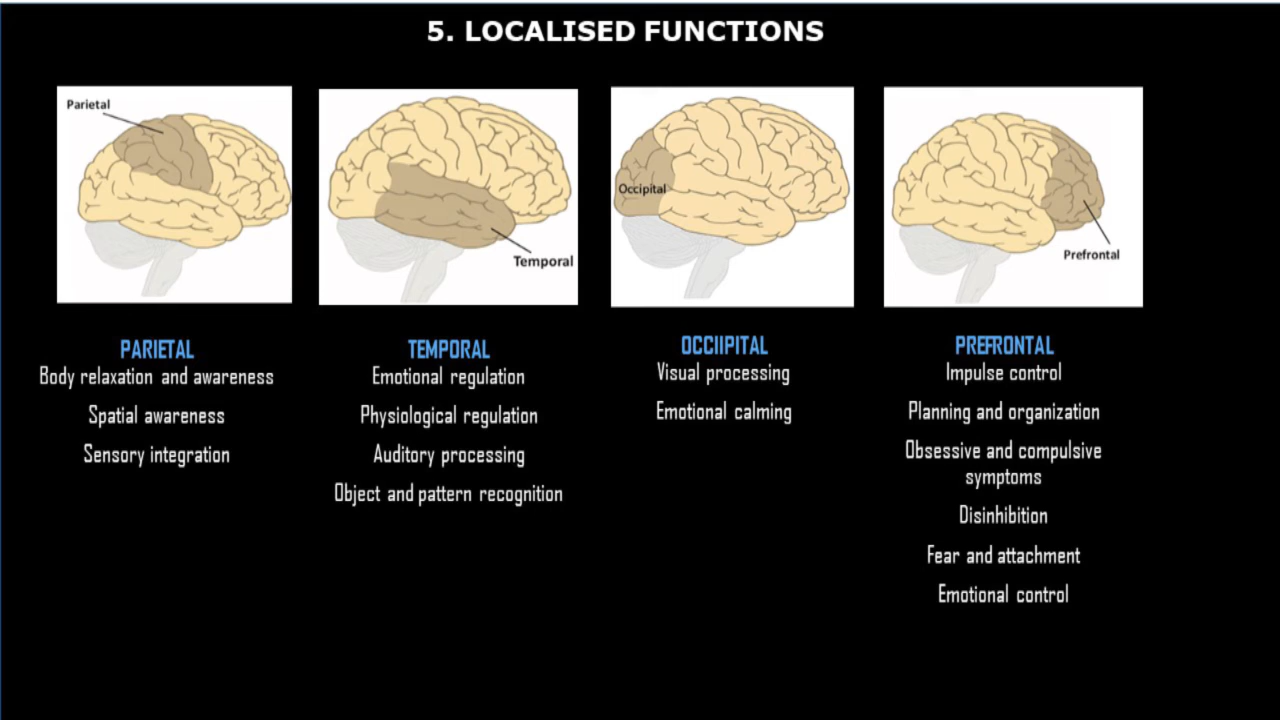 5. LOCALISED FUNCTIONS
Parietal
Temporal
Occipital
Prefrontal
PARIETAL
Body relaxation and awareness
Spatial awareness
Sensory integration
TEMPORAL
Emotional regulation
Physiological regulation
Auditory processing
Object and pattern recognition
OCCIIPITAL
Visual processing
Emotional calming
PREFRONTAL
Impulse control
Planning and organization
Obsessive and compulsive
symptoms
Disinhibition
Fear and attachment
Emotional control